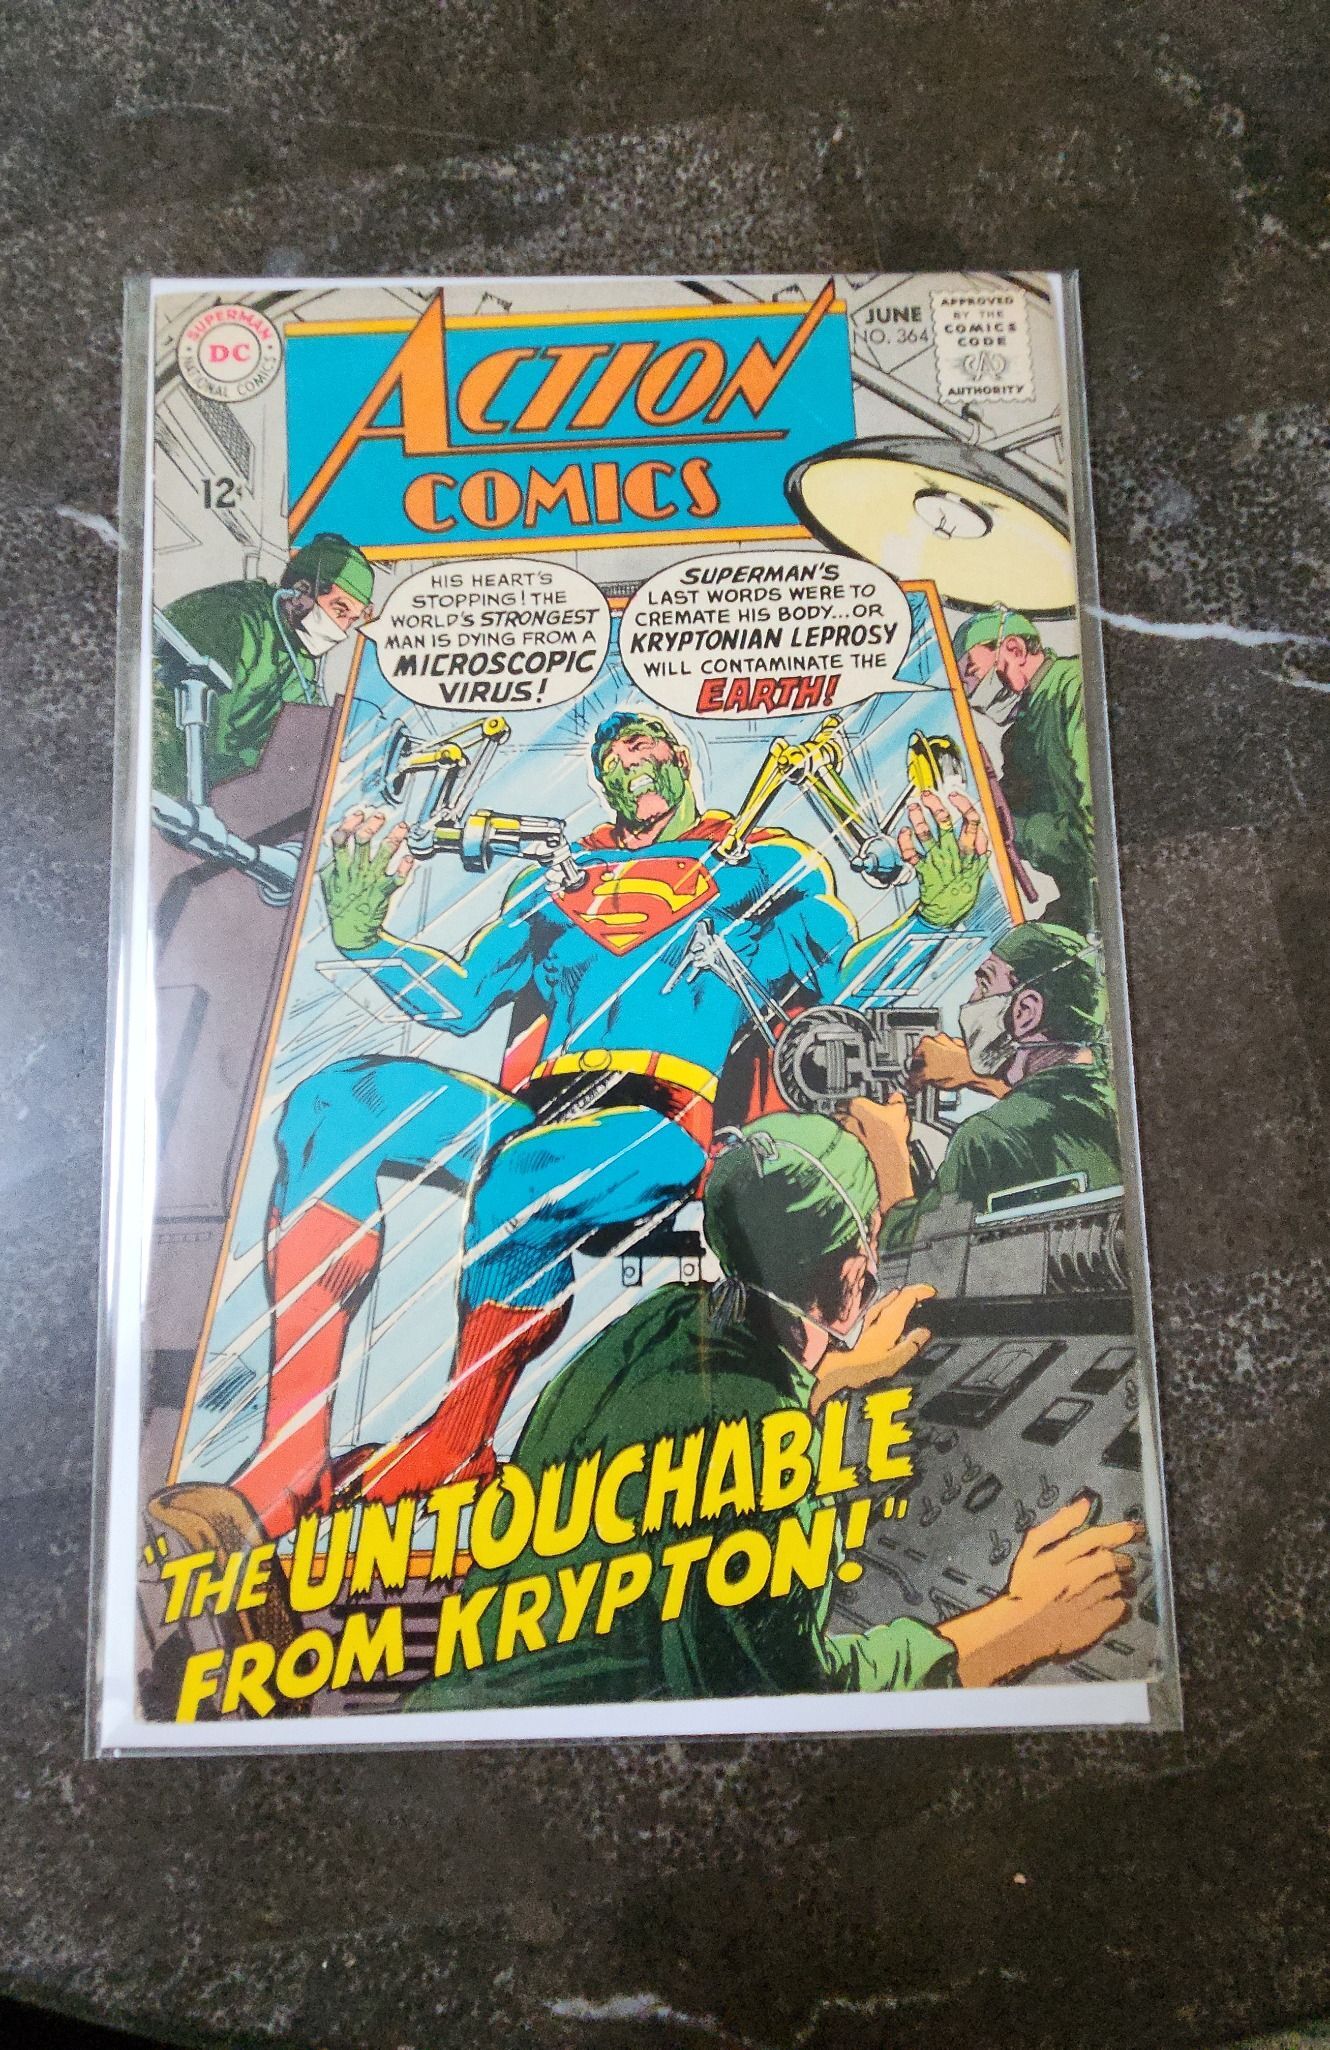 SUPERMAN
DC
NATIONAL COMICS
ACTION
COMICS
JUNE
NO. 364
APPROVED
BY THE
COMICS
CODE
CA
AUTHORITY
12¢
HIS HEART'S
STOPPING! THE
WORLD'S STRONGEST
MAN IS DYING FROM A
MICROSCOPIC
VIRUS!
SUPERMAN'S
LAST WORDS WERE TO
CREMATE HIS BODY...OR
KRYPTONIAN LEPROSY
WILL CONTAMINATE THE
EARTH!
"THE UNTOUCHABLE
FROM KRYPTON!"